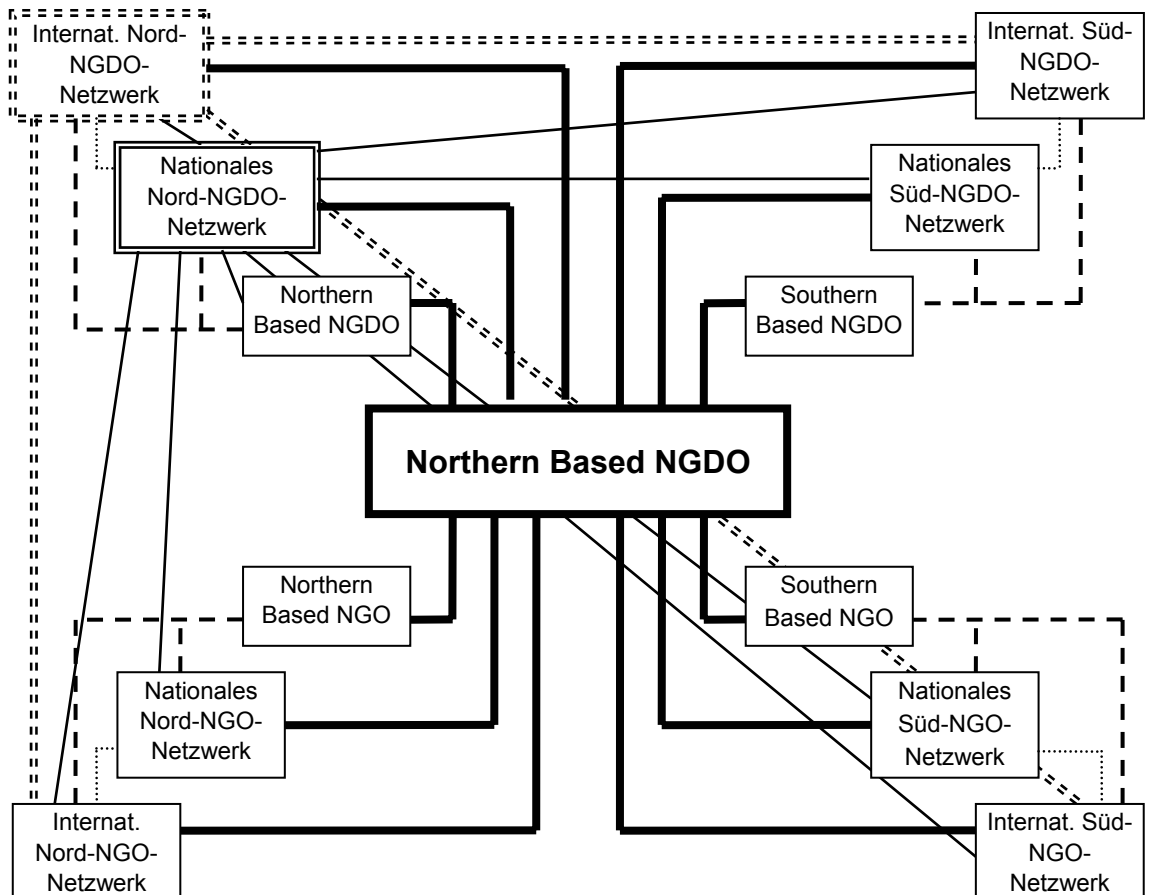 Internat. Nord-
NGDO-
Netzwerk
Internat. Süd-
NGDO-
Netzwerk
Nationales
Nord-NGDO-
Netzwerk
Nationales
Süd-NGDO-
Netzwerk
Northern
Based NGDO
Southern
Based NGDO
Northern Based NGDO
Northern
Based NGO
Southern
Based NGO
Nationales
Nord-NGO-
Netzwerk
Nationales
Süd-NGO-
Netzwerk
Internat.
Nord-NGO-
Netzwerk
Internat. Süd-
NGO-
Netzwerk